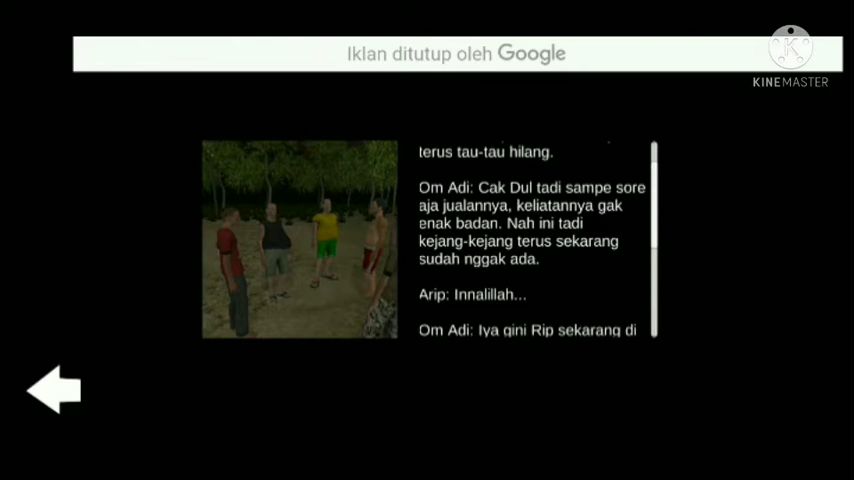 Iklan ditutup oleh Google
K
KINEMASTER
terus tau-tau hilang.
Om Adi: Cak Dul tadi sampe sore
aja jualannya, keliatannya gak
enak badan. Nah ini tadi
kejang-kejang terus sekarang
sudah nggak ada.
Arip: Innalillah...
Om Adi: Iya gini Rip sekarang di